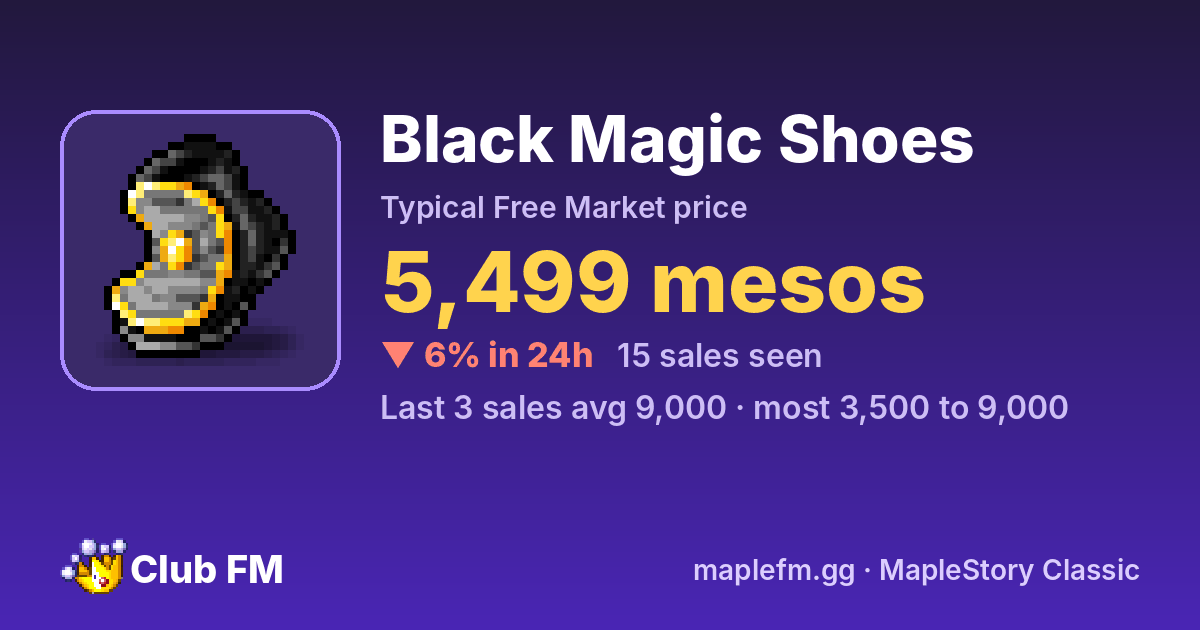 Black Magic Shoes
Typical Free Market price
5,499 mesos
▼ 6% in 24h 15 sales seen
Last 3 sales avg 9,000 · most 3,500 to 9,000
Club FM
maplefm.gg · MapleStory Classic